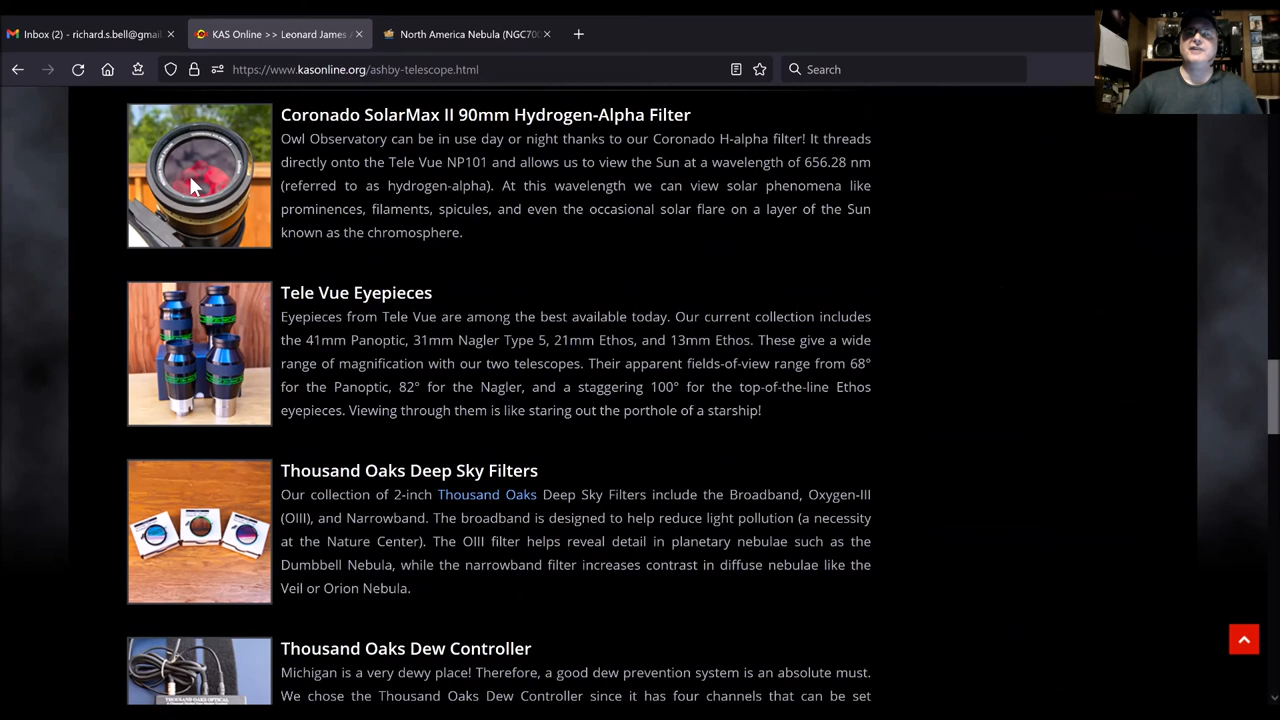 Inbox (2) - richard.s.bell@gmail
KAS Online >> Leonard James A
North America Nebula (NGC700
https://www.kasonline.org/ashby-telescope.html
Search
Coronado SolarMax II 90mm Hydrogen-Alpha Filter
Owl Observatory can be in use day or night thanks to our Coronado H-alpha filter! It threads
directly onto the Tele Vue NP101 and allows us to view the Sun at a wavelength of 656.28 nm
(referred to as hydrogen-alpha). At this wavelength we can view solar phenomena like
prominences, filaments, spicules, and even the occasional solar flare on a layer of the Sun
known as the chromosphere.
Tele Vue Eyepieces
Eyepieces from Tele Vue are among the best available today. Our current collection includes
the 41mm Panoptic, 31mm Nagler Type 5, 21mm Ethos, and 13mm Ethos. These give a wide
range of magnification with our two telescopes. Their apparent fields-of-view range from 68°
for the Panoptic, 82° for the Nagler, and a staggering 100° for the top-of-the-line Ethos
eyepieces. Viewing through them is like staring out the porthole of a starship!
Thousand Oaks Deep Sky Filters
Our collection of 2-inch Thousand Oaks Deep Sky Filters include the Broadband, Oxygen-III
(OIII), and Narrowband. The broadband is designed to help reduce light pollution (a necessity
at the Nature Center). The OIII filter helps reveal detail in planetary nebulae such as the
Dumbbell Nebula, while the narrowband filter increases contrast in diffuse nebulae like the
Veil or Orion Nebula.
Thousand Oaks Dew Controller
Michigan is a very dewy place! Therefore, a good dew prevention system is an absolute must.
We chose the Thousand Oaks Dew Controller since it has four channels that can be set